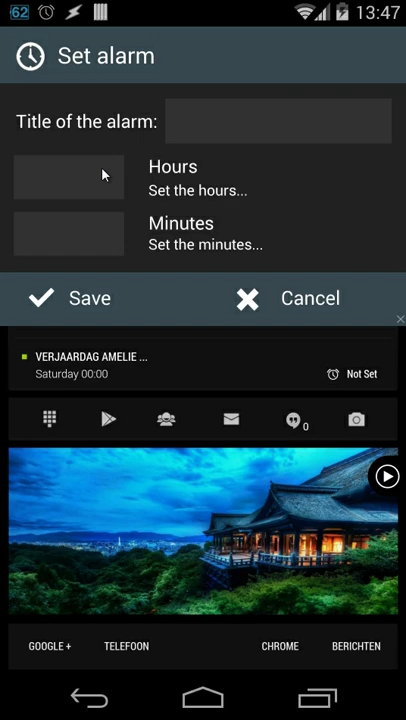 62
13:47
Set alarm
Title of the alarm:
Hours
Set the hours...
Minutes
Set the minutes...
Save
Cancel
VERJAARDAG AMELIE ...
Saturday 00:00
Not Set
0
GOOGLE +
TELEFOON
CHROME
BERICHTEN